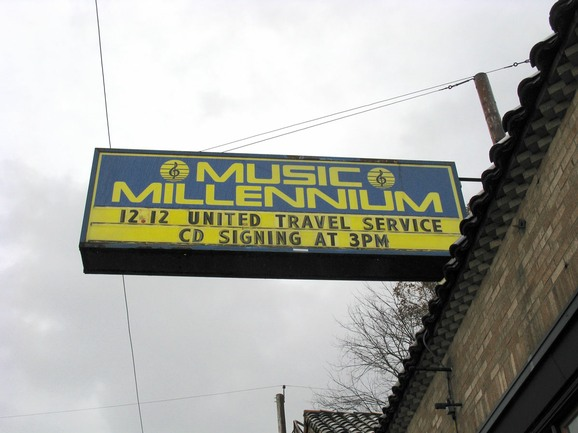 MUSIC
MILLENNIUM
12.12 UNITED TRAVEL SERVICE
CD SIGNING AT 3PM